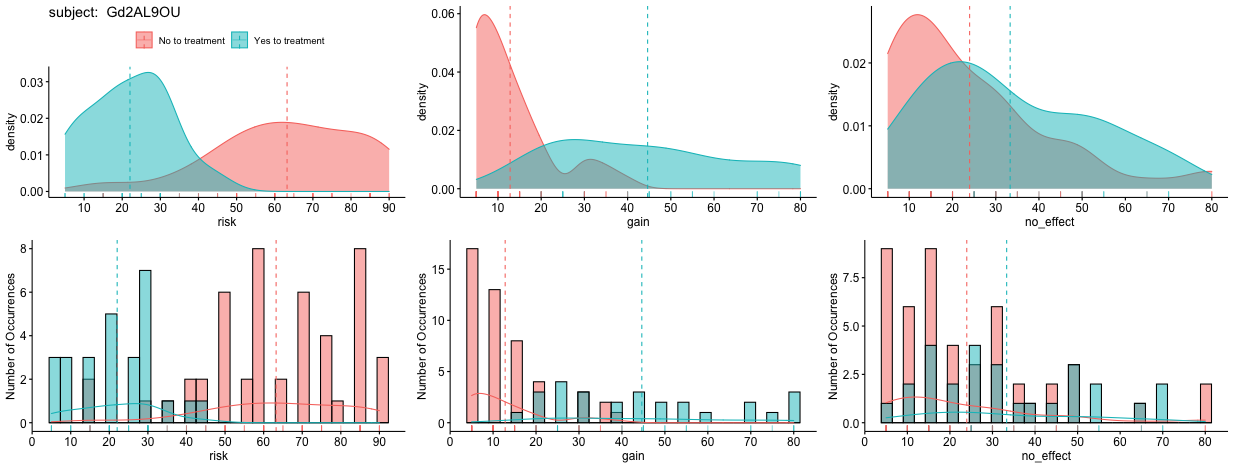 subject: Gd2AL9OU
No to treatment Yes to treatment
density
0.03
0.02
0.01
0.00
10 20 30 40 50 60 70 80 90
risk
density
0.06
0.04
0.02
0.00
10 20 30 40 50 60 70 80
gain
density
0.02
0.01
0.00
10 20 30 40 50 60 70 80
no_effect
Number of Occurrences
8
6
4
2
0
0 10 20 30 40 50 60 70 80 90
risk
Number of Occurrences
15
10
5
0
0 10 20 30 40 50 60 70 80
gain
Number of Occurrences
7.5
5.0
2.5
0.0
0 10 20 30 40 50 60 70 80
no_effect